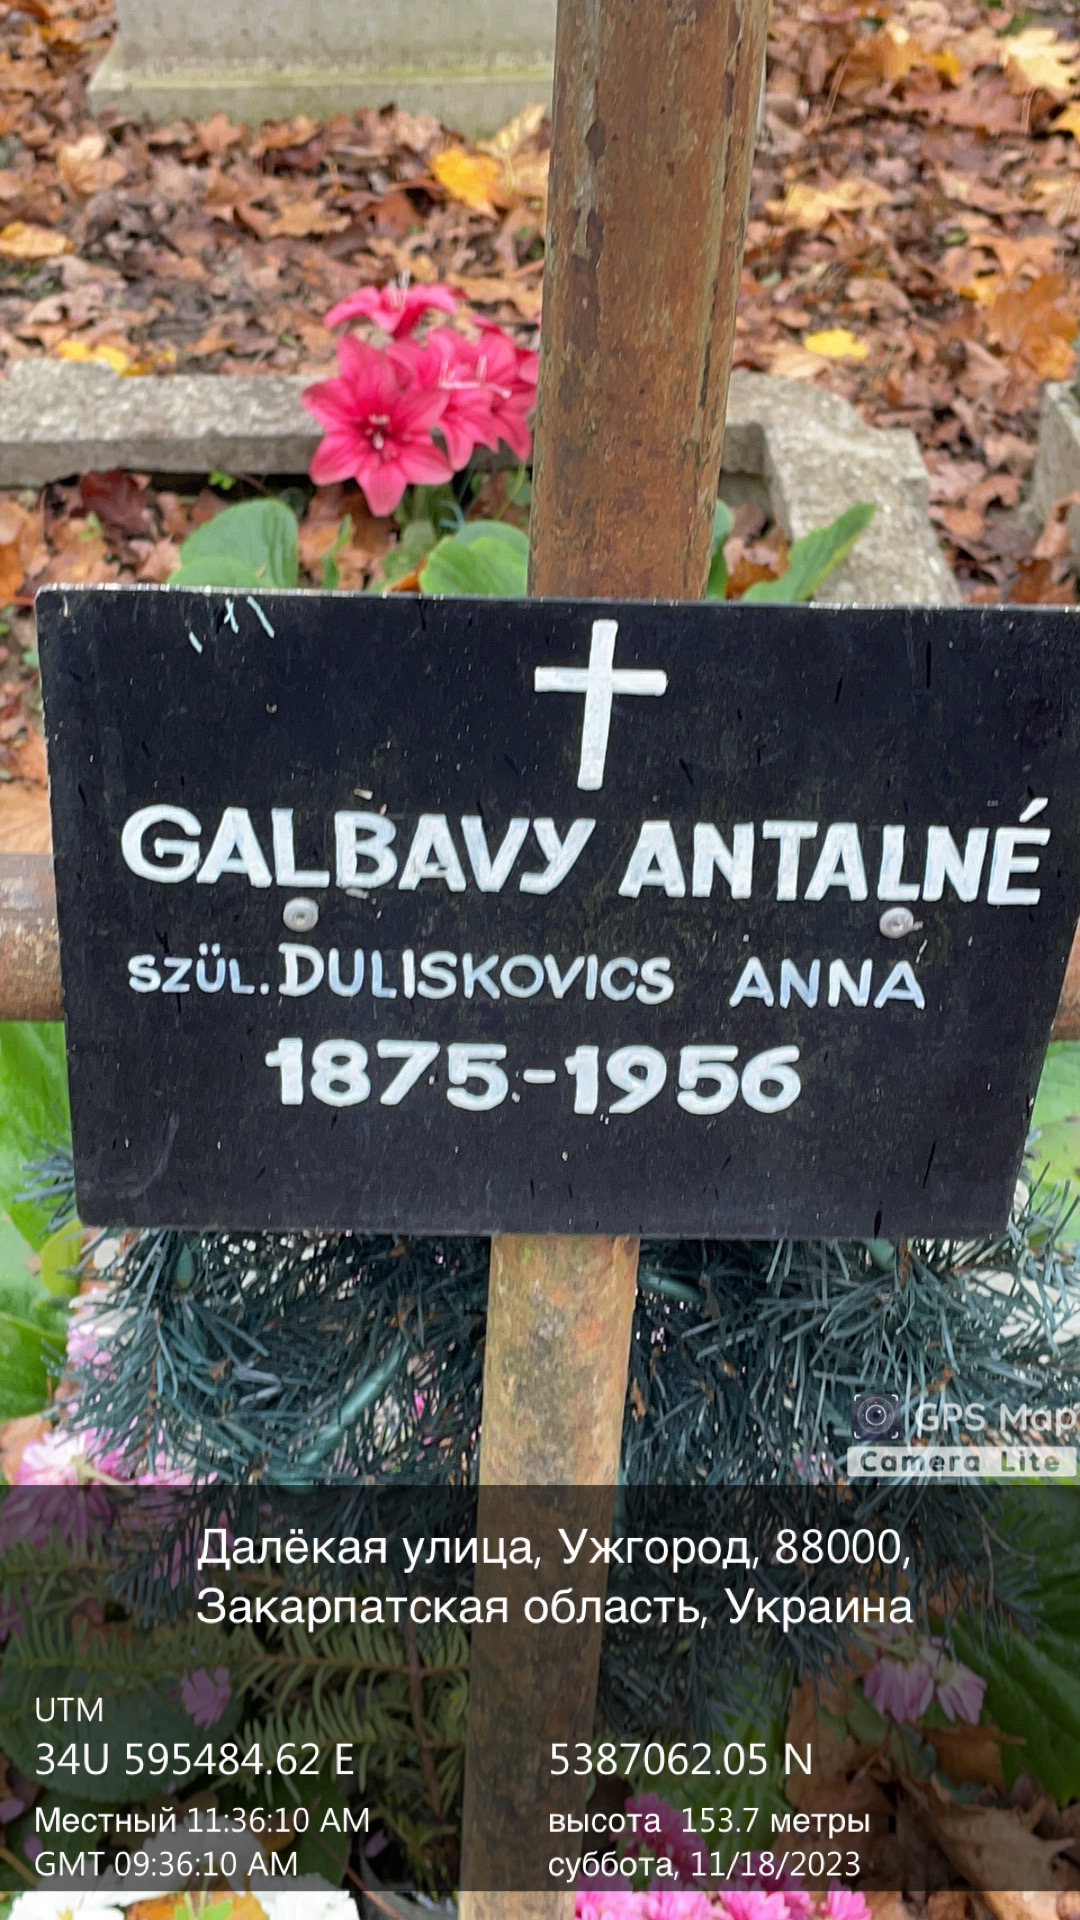 GALBAVY ANTALNÉ
SZÜL. DULISKOVICS ANNA
1875-1956
GPS Map
Camera Lite
Далёкая улица, Ужгород, 88000,
Закарпатская область, Украина
UTM
34U 595484.62 E 5387062.05 N
Местный 11:36:10 AM высота 153.7 метры
GMT 09:36:10 AM суббота, 11/18/2023